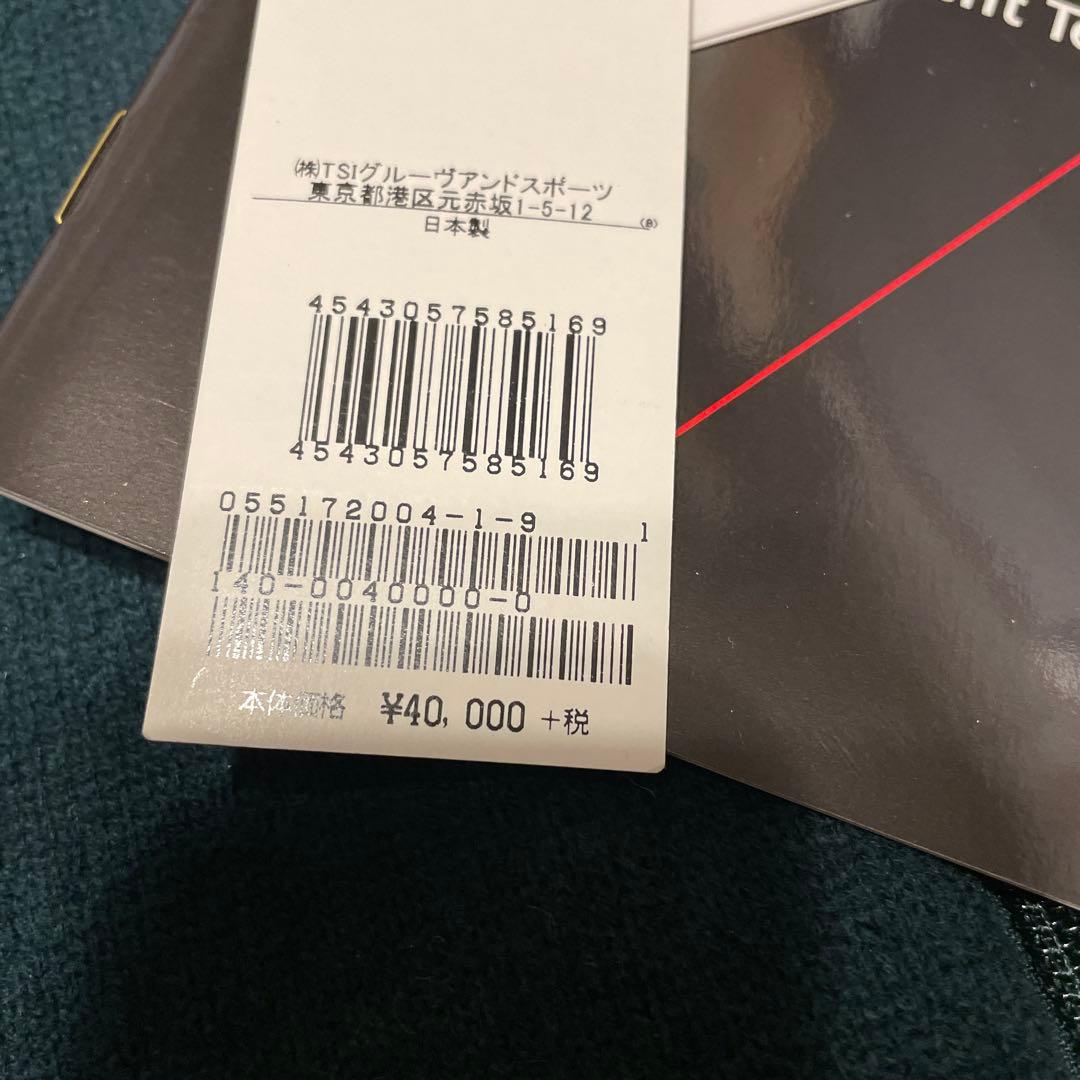 (株)TSIグルーヴアンドスポーツ
東京都港区元赤坂1-5-12
(B)
日本製
4543057585169
4543057585169
055172004-1-9 1
140-0040000-0
本体価格 ¥40,000 +税